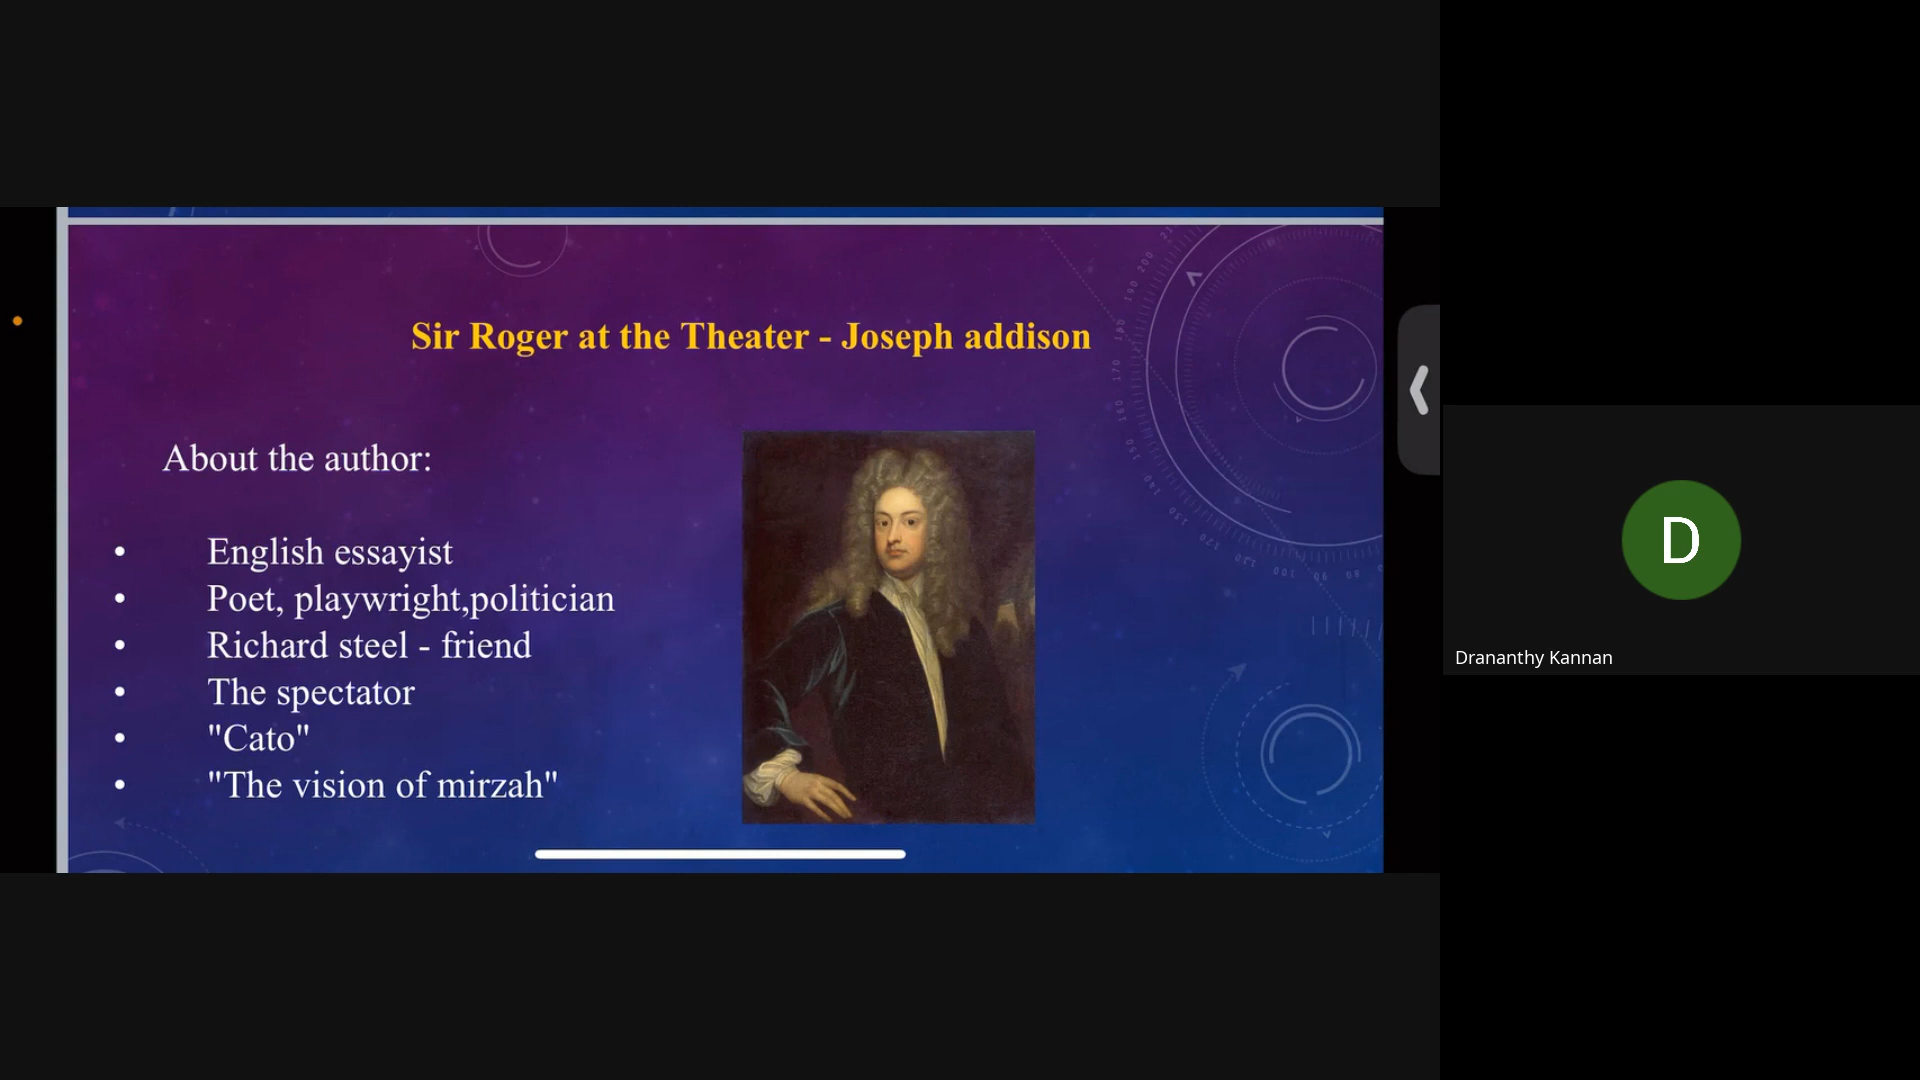 Sir Roger at the Theater - Joseph addison
About the author:
• English essayist
• Poet, playwright,politician
• Richard steel - friend
• The spectator
• "Cato"
• "The vision of mirzah"
D
Drananthy Kannan